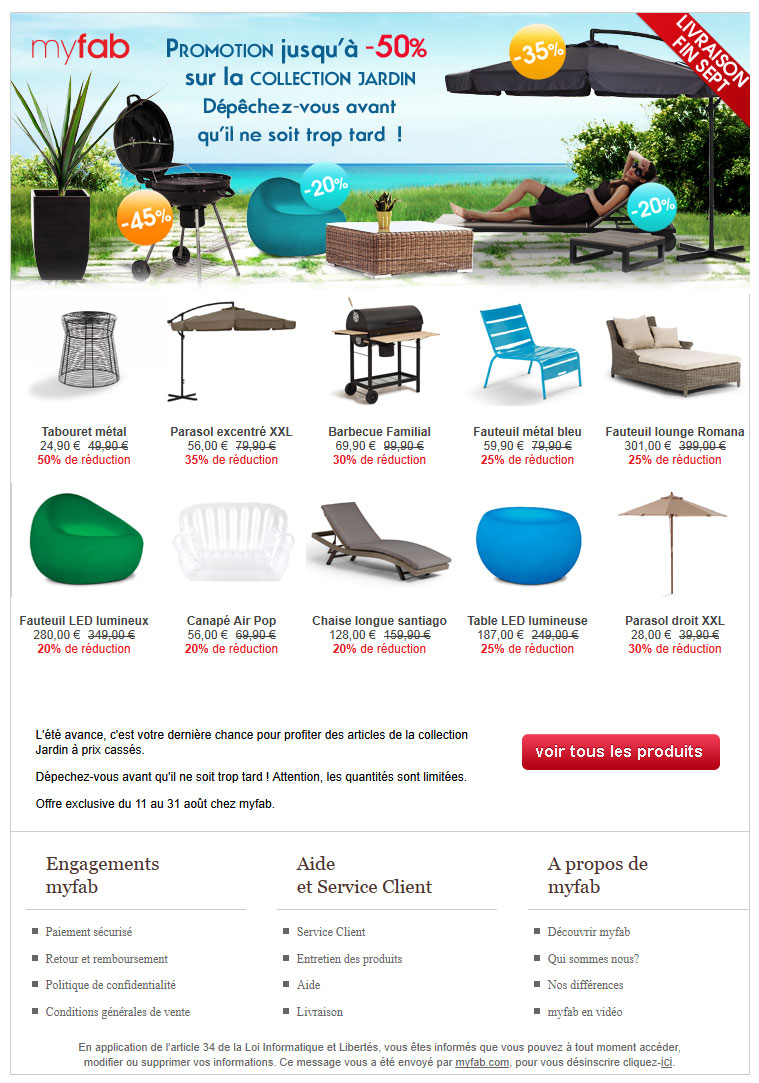 myfab
Promotion jusqu'à -50%
sur la collection jardin
Dépêchez-vous avant
qu'il ne soit trop tard !
-35%
LIVRAISON
FIN SEPT
-45%
-20%
-20%
Tabouret métal
24,90 € 49,90 €
50% de réduction
Parasol excentré XXL
56,00 € 79,90 €
35% de réduction
Barbecue Familial
69,90 € 99,90 €
30% de réduction
Fauteuil métal bleu
59,90 € 79,90 €
25% de réduction
Fauteuil lounge Romana
301,00 € 399,00 €
25% de réduction
Fauteuil LED lumineux
280,00 € 349,00 €
20% de réduction
Canapé Air Pop
56,00 € 69,90 €
20% de réduction
Chaise longue santiago
128,00 € 159,90 €
20% de réduction
Table LED lumineuse
187,00 € 249,00 €
25% de réduction
Parasol droit XXL
28,00 € 39,90 €
30% de réduction
L'été avance, c'est votre dernière chance pour profiter des articles de la collection
Jardin à prix cassés.
Dépechez-vous avant qu'il ne soit trop tard ! Attention, les quantités sont limitées.
Offre exclusive du 11 au 31 août chez myfab.
voir tous les produits
Engagements
myfab
Paiement sécurisé
Retour et remboursement
Politique de confidentialité
Conditions générales de vente
Aide
et Service Client
Service Client
Entretien des produits
Aide
Livraison
A propos de
myfab
Découvrir myfab
Qui sommes nous?
Nos différences
myfab en vidéo
En application de l'article 34 de la Loi Informatique et Libertés, vous êtes informés que vous pouvez à tout moment accéder,
modifier ou supprimer vos informations. Ce message vous a été envoyé par myfab.com, pour vous désinscrire cliquez-ici.